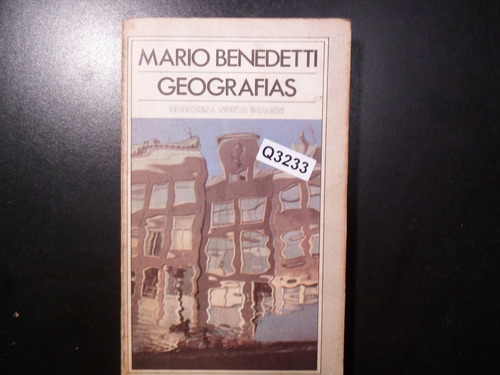 MARIO BENEDETTI
GEOGRAFIAS
EDITORIAL NUEVA IMAGEN
Q3233